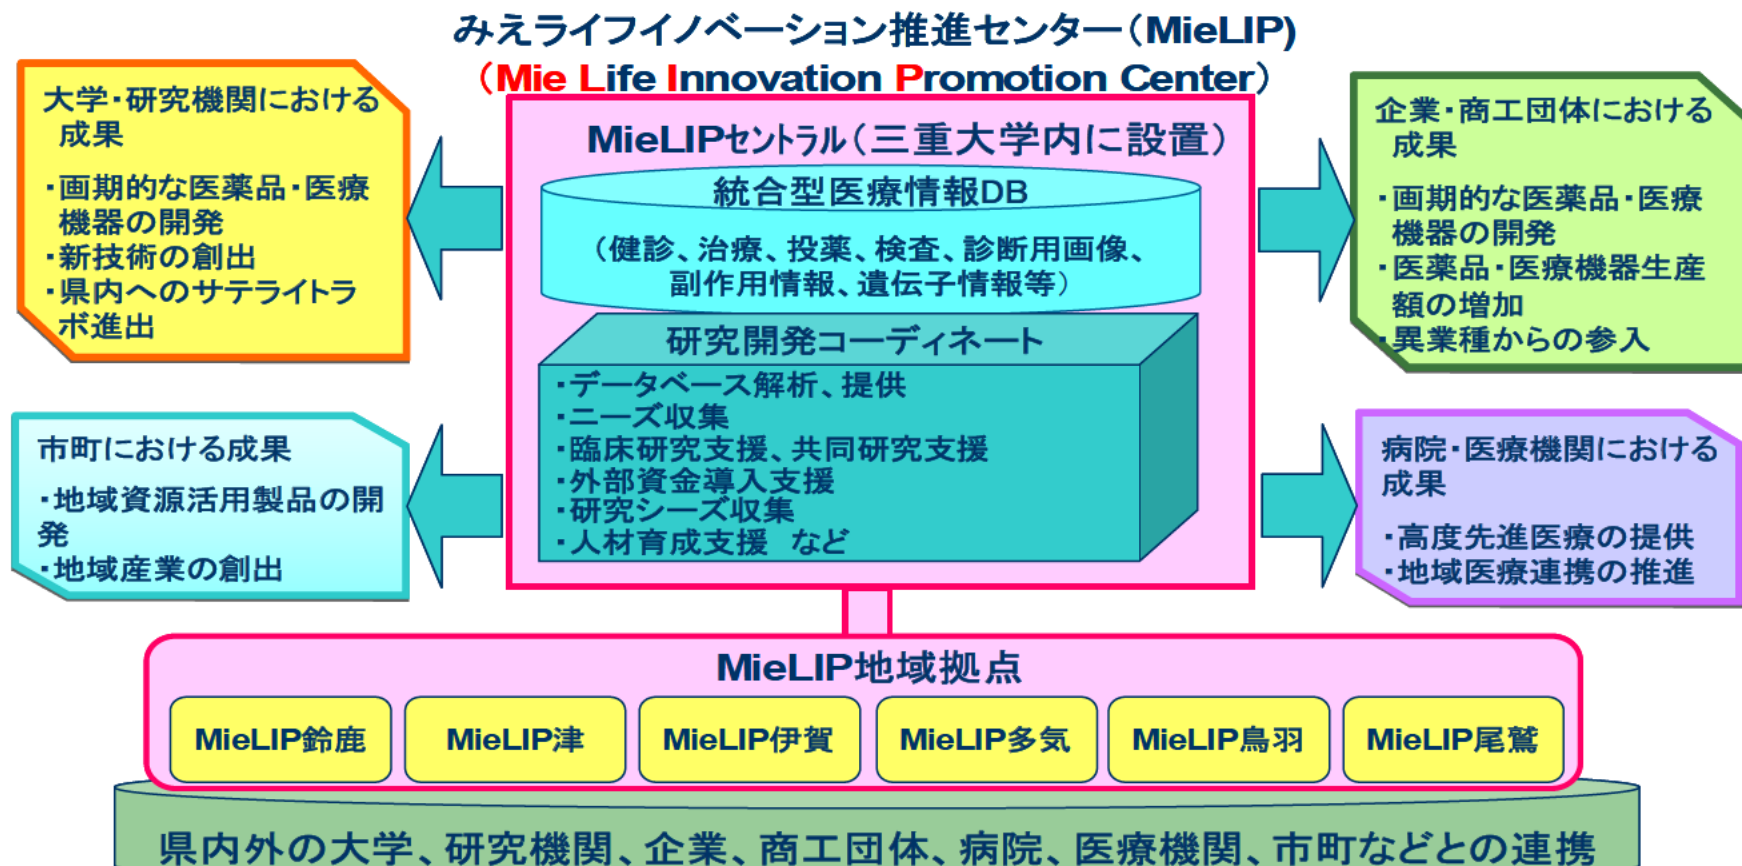 みえライフイノベーション推進センター(MieLIP)
(Mie Life Innovation Promotion Center)
大学・研究機関における
成果
・画期的な医薬品・医療
機器の開発
・新技術の創出
・県内へのサテライトラ
ボ進出
市町における成果
・地域資源活用製品の開
発
・地域産業の創出
MieLIPセントラル(三重大学内に設置)
統合型医療情報DB
(健診、治療、投薬、検査、診断用画像、
副作用情報、遺伝子情報等)
研究開発コーディネート
・データベース解析、提供
・ニーズ収集
・臨床研究支援、共同研究支援
・外部資金導入支援
・研究シーズ収集
・人材育成支援 など
企業・商工団体における
成果
・画期的な医薬品・医療
機器の開発
・医薬品・医療機器生産
額の増加
・異業種からの参入
病院・医療機関における
成果
・高度先進医療の提供
・地域医療連携の推進
MieLIP地域拠点
MieLIP鈴鹿
MieLIP津
MieLIP伊賀
MieLIP多気
MieLIP鳥羽
MieLIP尾鷲
県内外の大学、研究機関、企業、商工団体、病院、医療機関、市町などとの連携